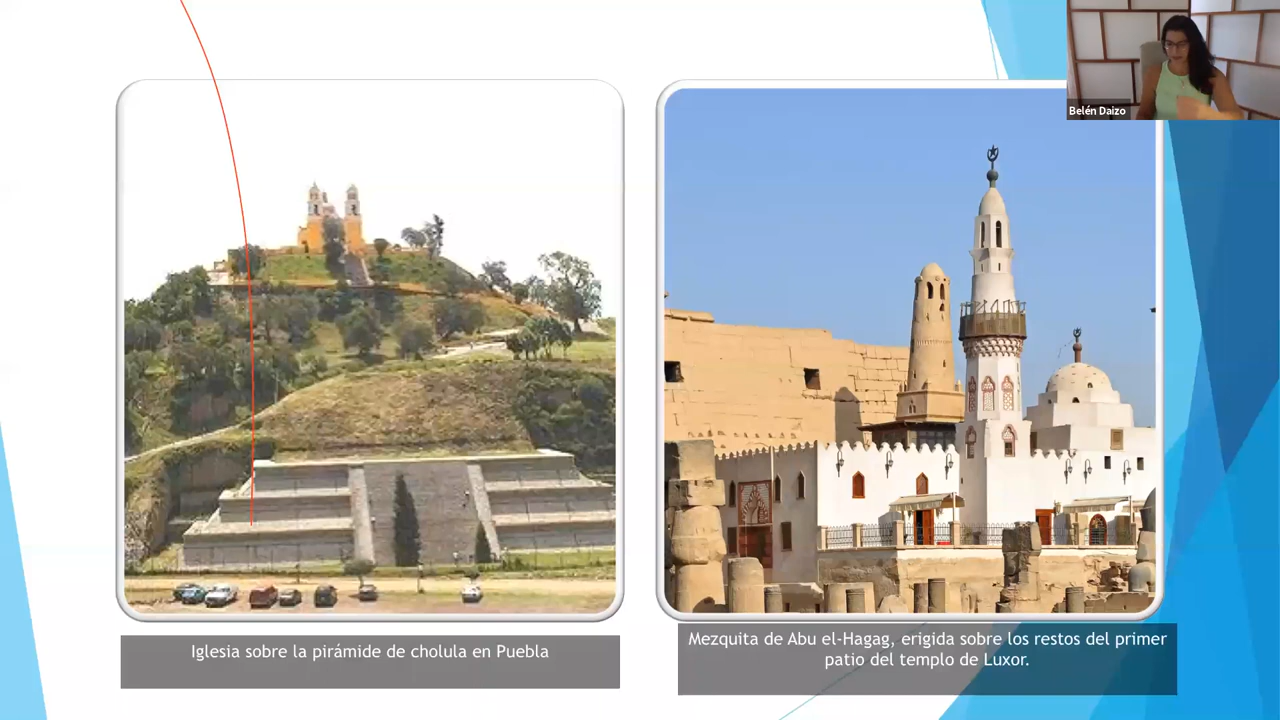 Belén Daizo
Iglesia sobre la pirámide de cholula en Puebla
Mezquita de Abu el-Hagag, erigida sobre los restos del primer
patio del templo de Luxor.